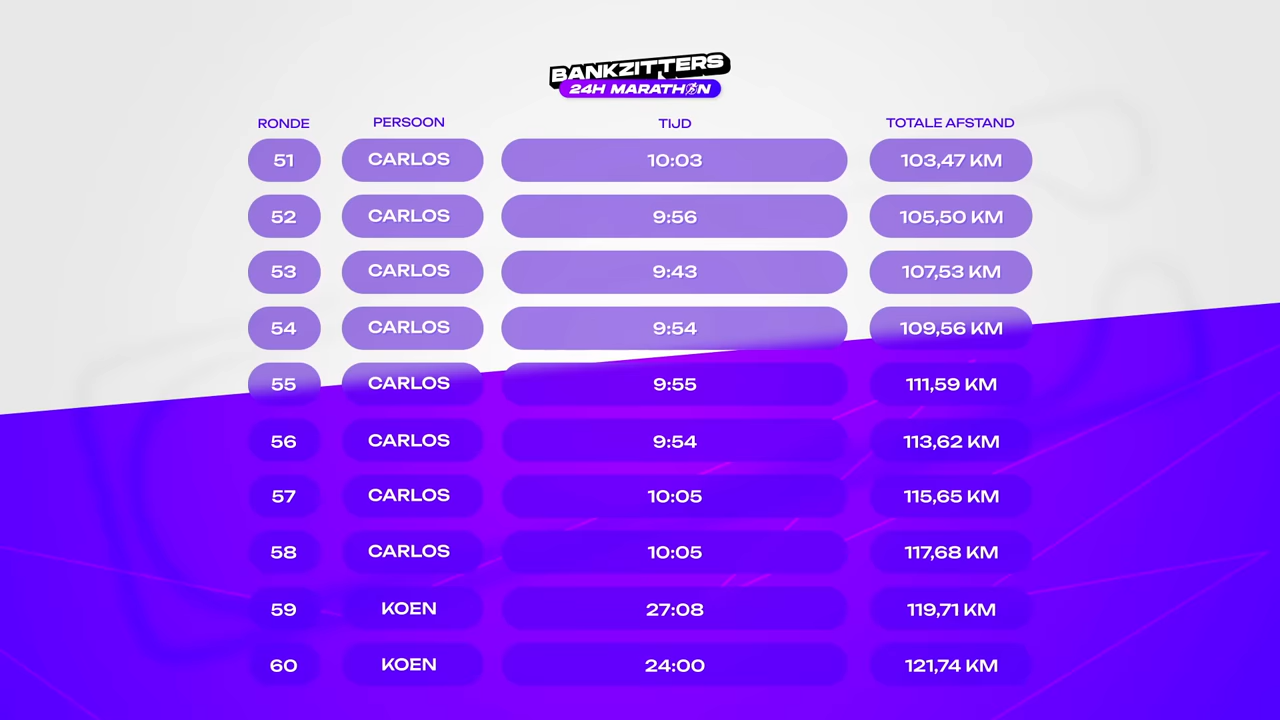 BANKZITTERS
24H MARATHON
RONDE PERSOON TIJD TOTALE AFSTAND
51 CARLOS 10:03 103,47 KM
52 CARLOS 9:56 105,50 KM
53 CARLOS 9:43 107,53 KM
54 CARLOS 9:54 109,56 KM
55 CARLOS 9:55 111,59 KM
56 CARLOS 9:54 113,62 KM
57 CARLOS 10:05 115,65 KM
58 CARLOS 10:05 117,68 KM
59 KOEN 27:08 119,71 KM
60 KOEN 24:00 121,74 KM